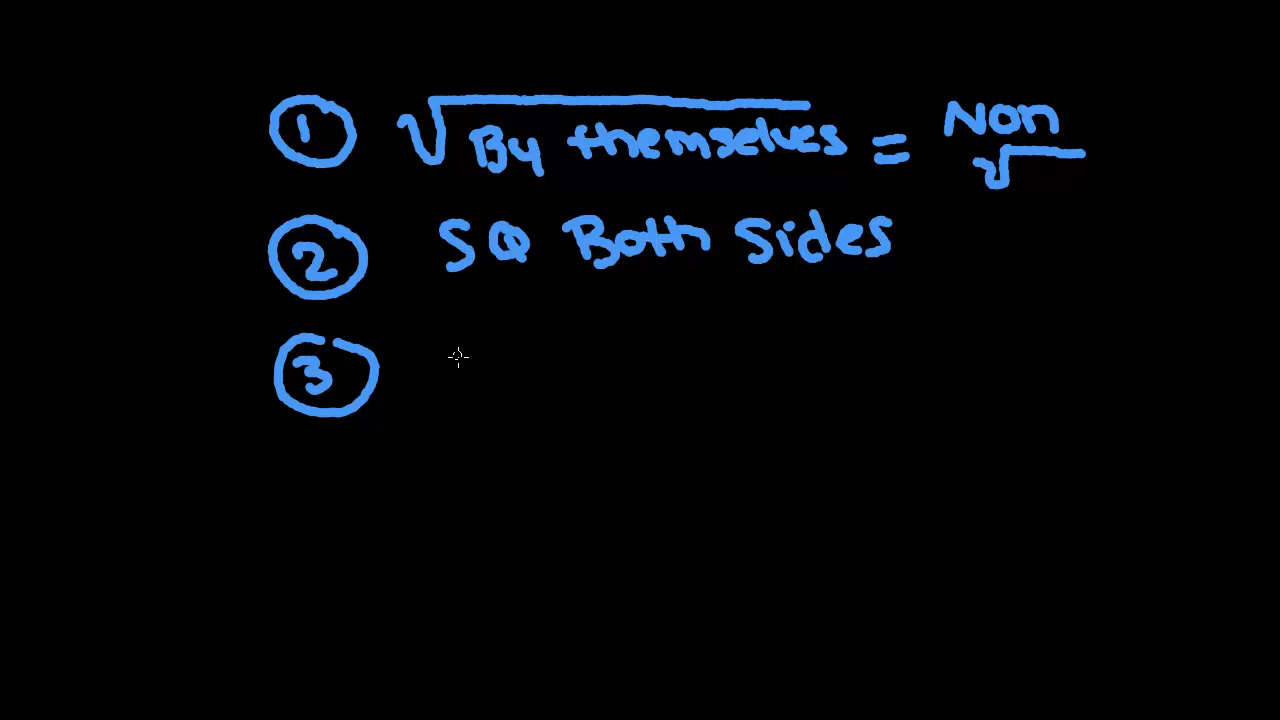 ① √By themselves = Non √
② SQ Both Sides
③